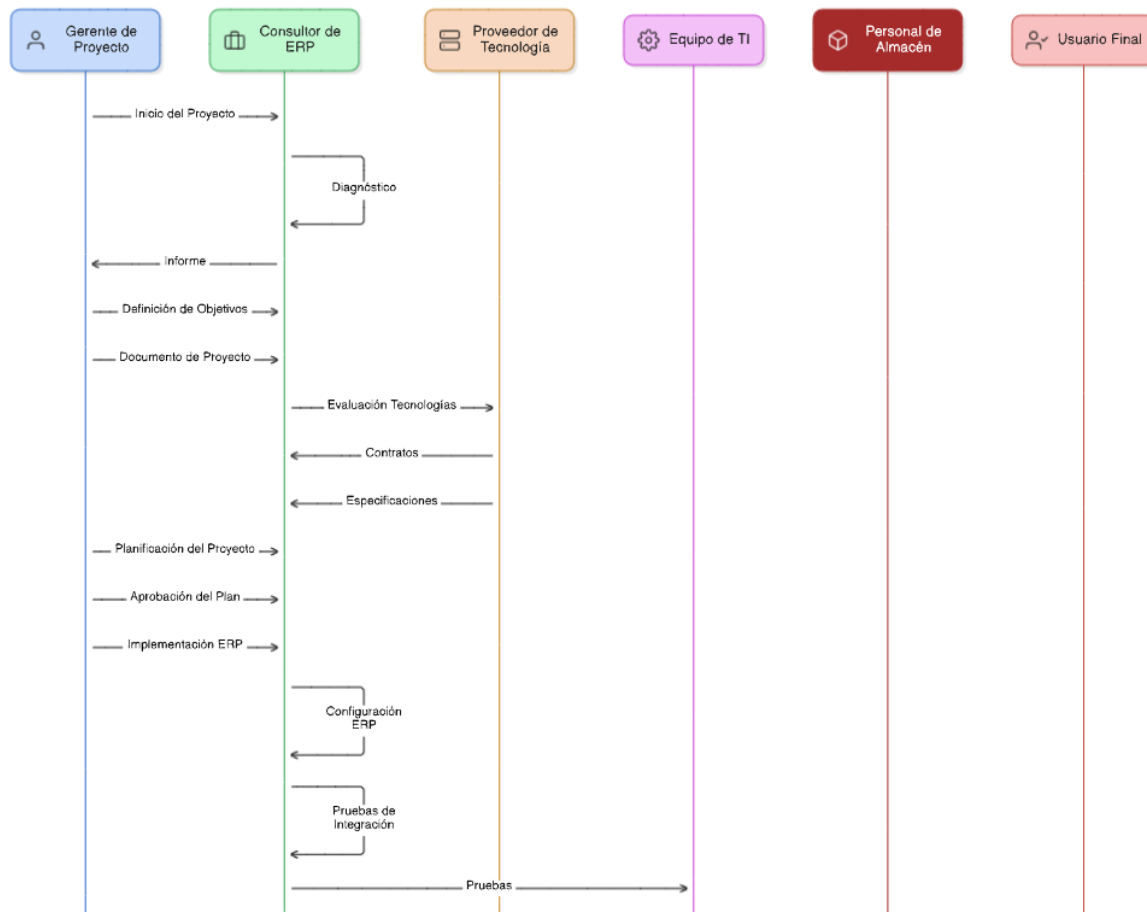 Gerente de
Proyecto
Consultor de
ERP
Proveedor de
Tecnología
Equipo de TI
Personal de
Almacén
Usuario Final
Inicio del Proyecto
Diagnóstico
Informe
Definición de Objetivos
Documento de Proyecto
Evaluación Tecnologías
Contratos
Especificaciones
Planificación del Proyecto
Aprobación del Plan
Implementación ERP
Configuración
ERP
Pruebas de
Integración
Pruebas